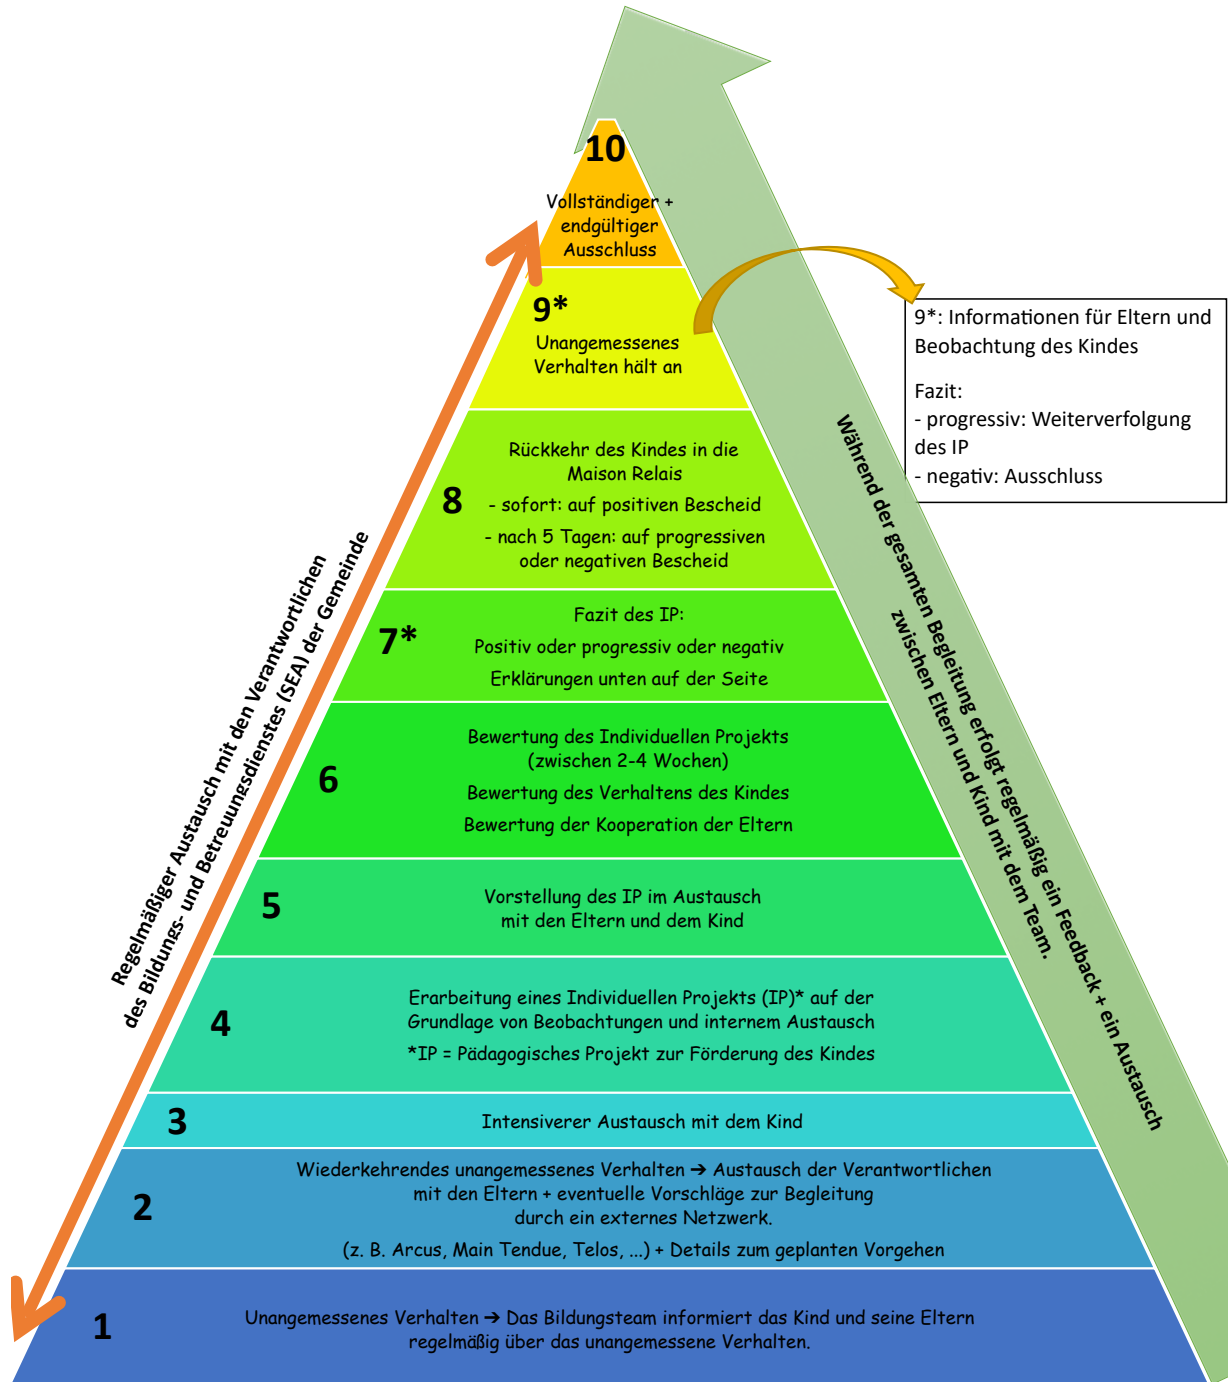 10
Vollständiger +
endgültiger
Ausschluss
9*
Unangemessenes
Verhalten hält an
9*: Informationen für Eltern und
Beobachtung des Kindes
Fazit:
- progressiv: Weiterverfolgung
des IP
- negativ: Ausschluss
8
Rückkehr des Kindes in die
Maison Relais
- sofort: auf positiven Bescheid
- nach 5 Tagen: auf progressiven
oder negativen Bescheid
7*
Fazit des IP:
Positiv oder progressiv oder negativ
Erklärungen unten auf der Seite
6
Bewertung des Individuellen Projekts
(zwischen 2-4 Wochen)
Bewertung des Verhaltens des Kindes
Bewertung der Kooperation der Eltern
5
Vorstellung des IP im Austausch
mit den Eltern und dem Kind
4
Erarbeitung eines Individuellen Projekts (IP)* auf der
Grundlage von Beobachtungen und internem Austausch
*IP = Pädagogisches Projekt zur Förderung des Kindes
3
Intensiverer Austausch mit dem Kind
2
Wiederkehrendes unangemessenes Verhalten ➔ Austausch der Verantwortlichen
mit den Eltern + eventuelle Vorschläge zur Begleitung
durch ein externes Netzwerk.
(z. B. Arcus, Main Tendue, Telos, ...) + Details zum geplanten Vorgehen
1
Unangemessenes Verhalten ➔ Das Bildungsteam informiert das Kind und seine Eltern
regelmäßig über das unangemessene Verhalten.
Regelmäßiger Austausch mit den Verantwortlichen
des Bildungs- und Betreuungsdienstes (SEA) der Gemeinde
Während der gesamten Begleitung erfolgt regelmäßig ein Feedback + ein Austausch
zwischen Eltern und Kind mit dem Team.